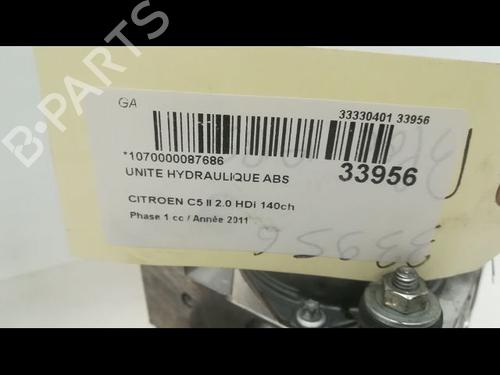 B-PARTS
GA
33330401 33956
*1070000087686
33956
UNITE HYDRAULIQUE ABS
CITROEN C5 II 2.0 HDi 140ch
Phase 1 cc / Année 2011
33956